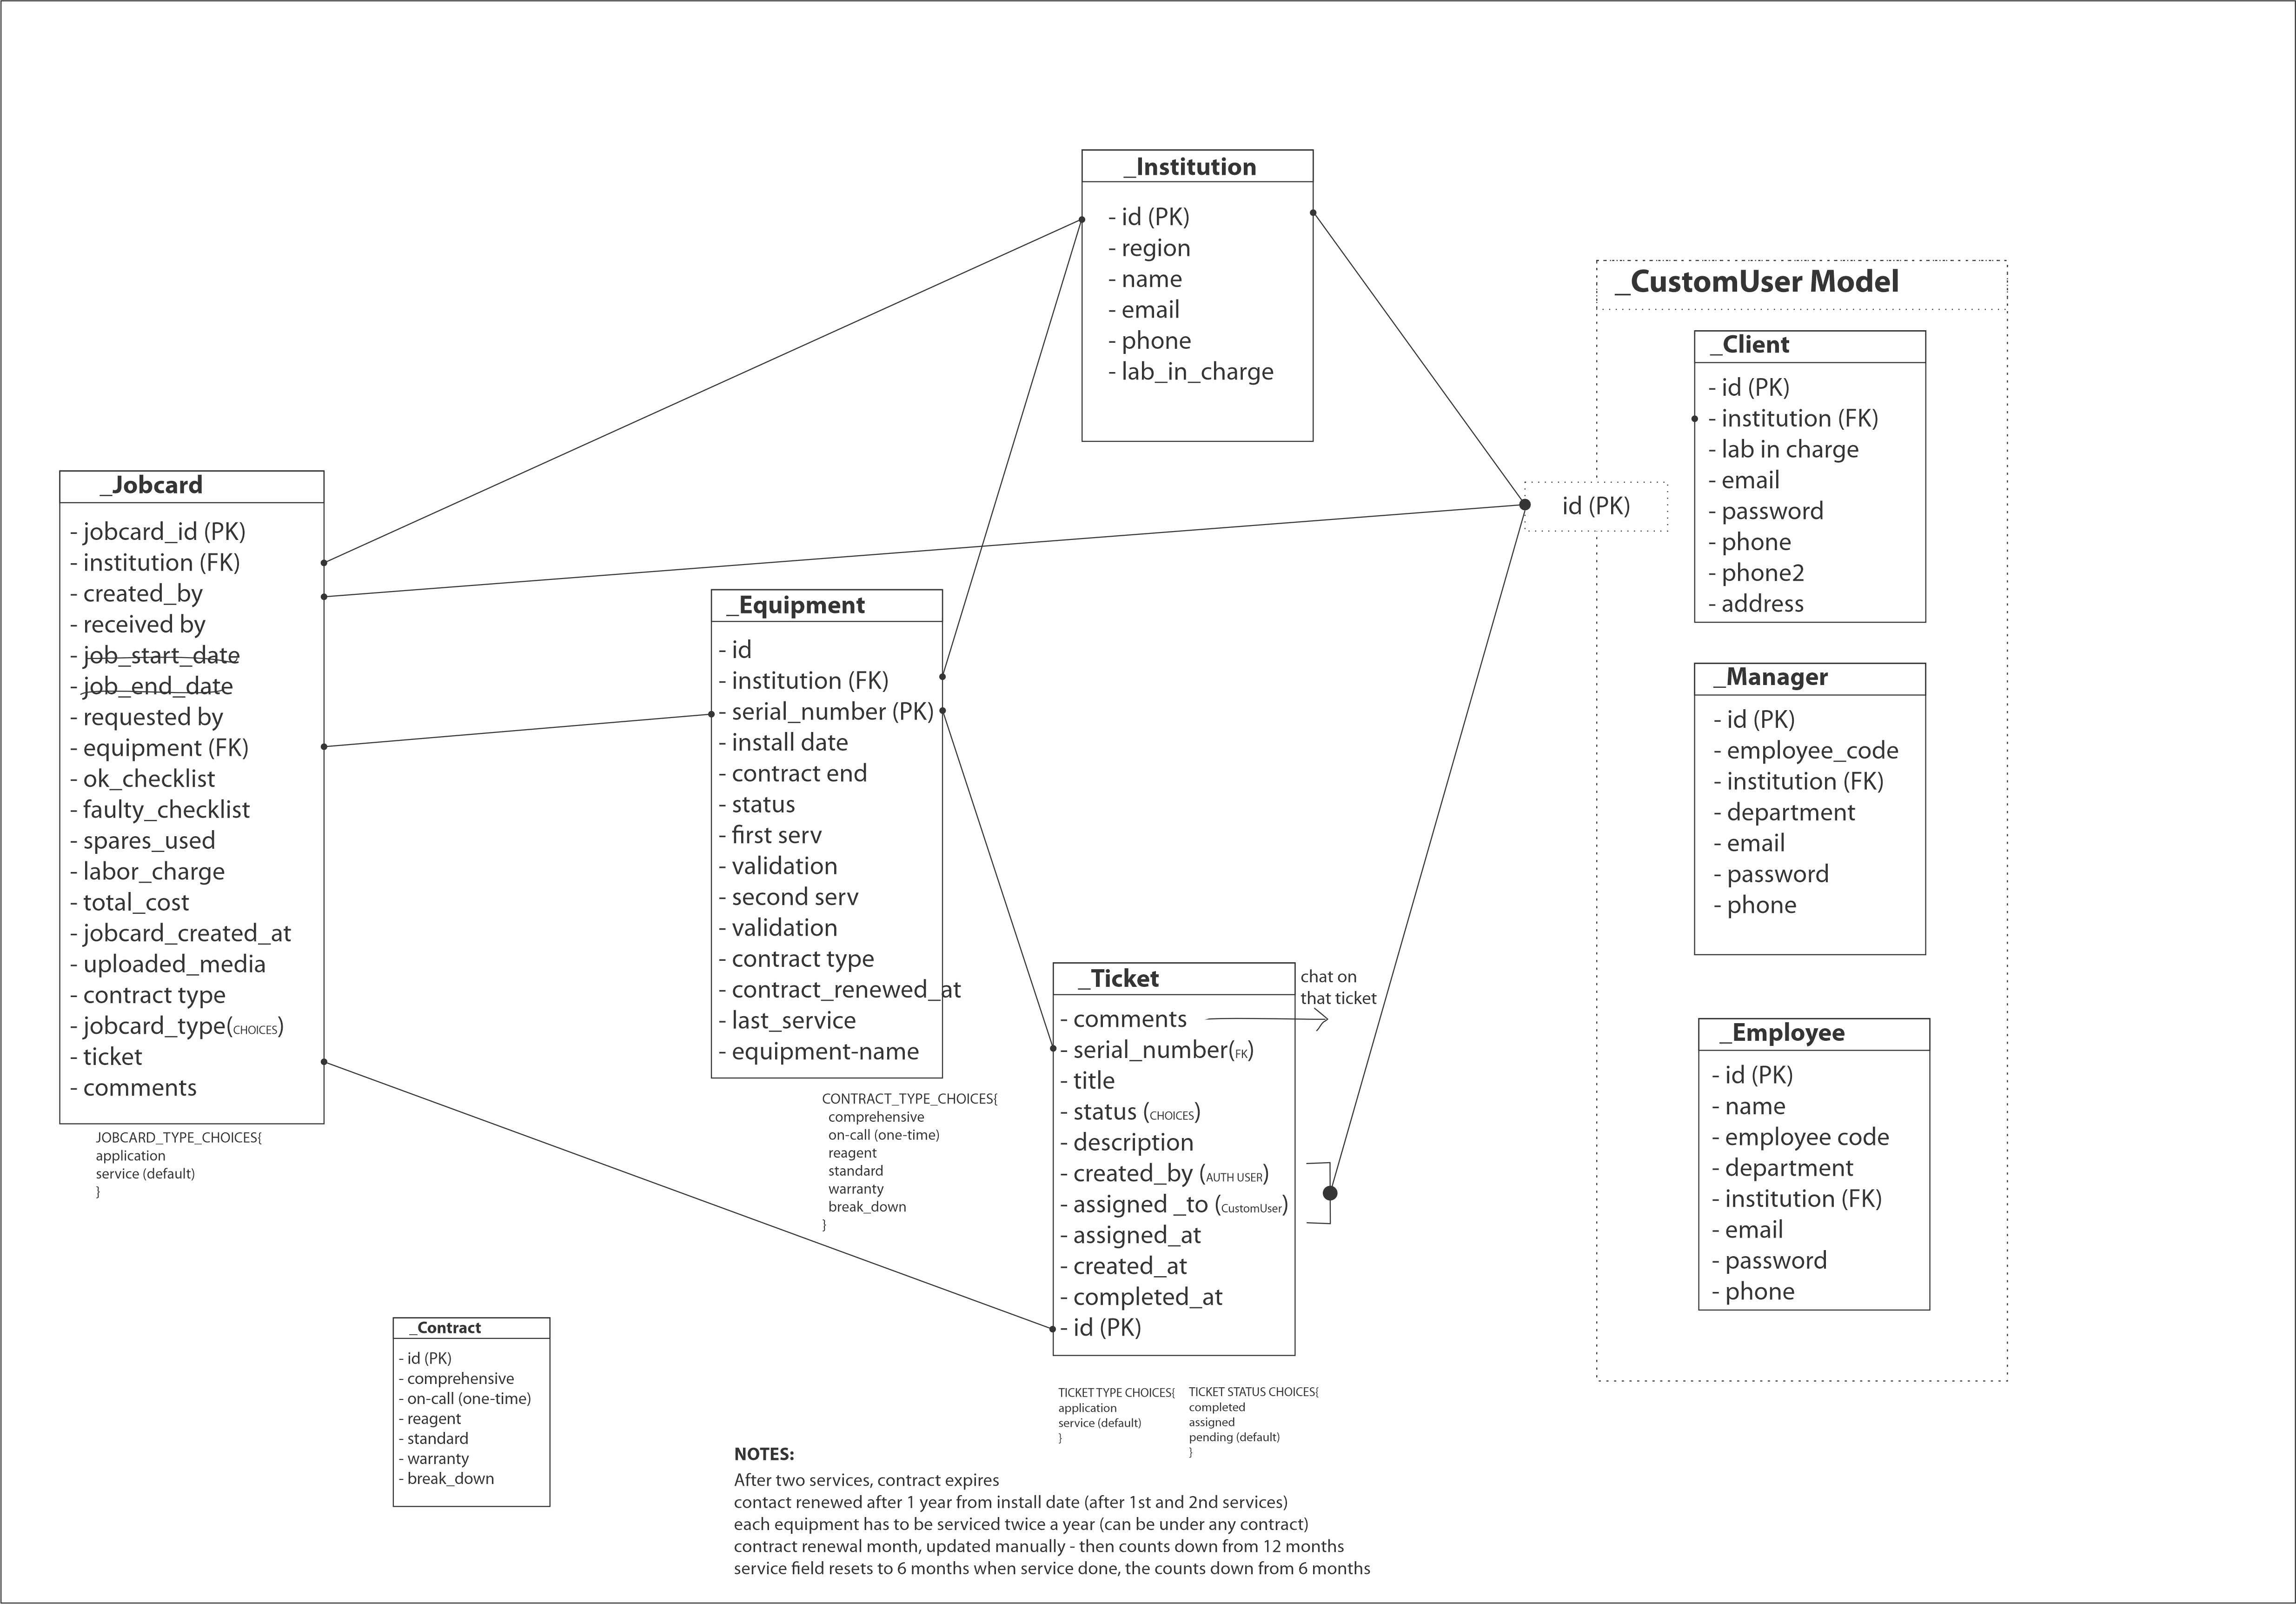 _Institution
- id (PK)
- region
- name
- email
- phone
- lab_in_charge
_CustomUser Model
_Client
- id (PK)
- institution (FK)
- lab in charge
- email
- password
- phone
- phone2
- address
id (PK)
_Manager
- id (PK)
- employee_code
- institution (FK)
- department
- email
- password
- phone
_Employee
- id (PK)
- name
- employee code
- department
- institution (FK)
- email
- password
- phone
_Jobcard
- jobcard_id (PK)
- institution (FK)
- created_by
- received by
- job_start_date
- job_end_date
- requested by
- equipment (FK)
- ok_checklist
- faulty_checklist
- spares_used
- labor_charge
- total_cost
- jobcard_created_at
- uploaded_media
- contract type
- jobcard_type(CHOICES)
- ticket
- comments
JOBCARD_TYPE_CHOICES{
application
service (default)
}
_Equipment
- id
- institution (FK)
- serial_number (PK)
- install date
- contract end
- status
- first serv
- validation
- second serv
- validation
- contract type
- contract_renewed_at
- last_service
- equipment-name
CONTRACT_TYPE_CHOICES{
comprehensive
on-call (one-time)
reagent
standard
warranty
break_down
}
_Ticket
- comments
- serial_number(FK)
- title
- status (CHOICES)
- description
- created_by (AUTH USER)
- assigned _to (CustomUser)
- assigned_at
- created_at
- completed_at
- id (PK)
chat on
that ticket
TICKET TYPE CHOICES{
application
service (default)
}
TICKET STATUS CHOICES{
completed
assigned
pending (default)
}
_Contract
- id (PK)
- comprehensive
- on-call (one-time)
- reagent
- standard
- warranty
- break_down
NOTES:
After two services, contract expires
contact renewed after 1 year from install date (after 1st and 2nd services)
each equipment has to be serviced twice a year (can be under any contract)
contract renewal month, updated manually - then counts down from 12 months
service field resets to 6 months when service done, the counts down from 6 months